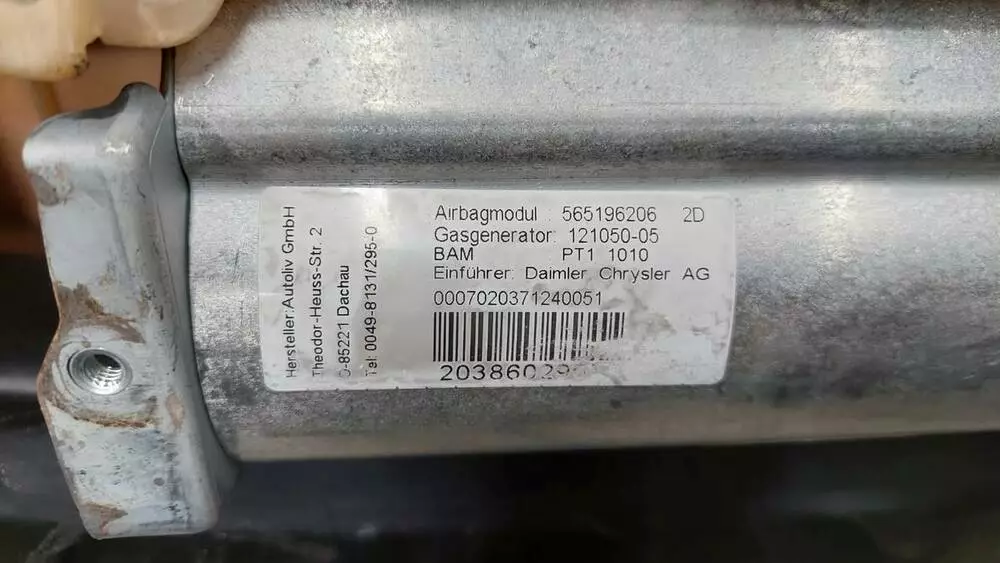 Hersteller: Autoliv GmbH
Theodor-Heuss-Str. 2
D-85221 Dachau
Tel: 0049-8131/295-0
Airbagmodul : 565196206 2D
Gasgenerator: 121050-05
BAM : PT1 1010
Einführer: Daimler Chrysler AG
0007020371240051